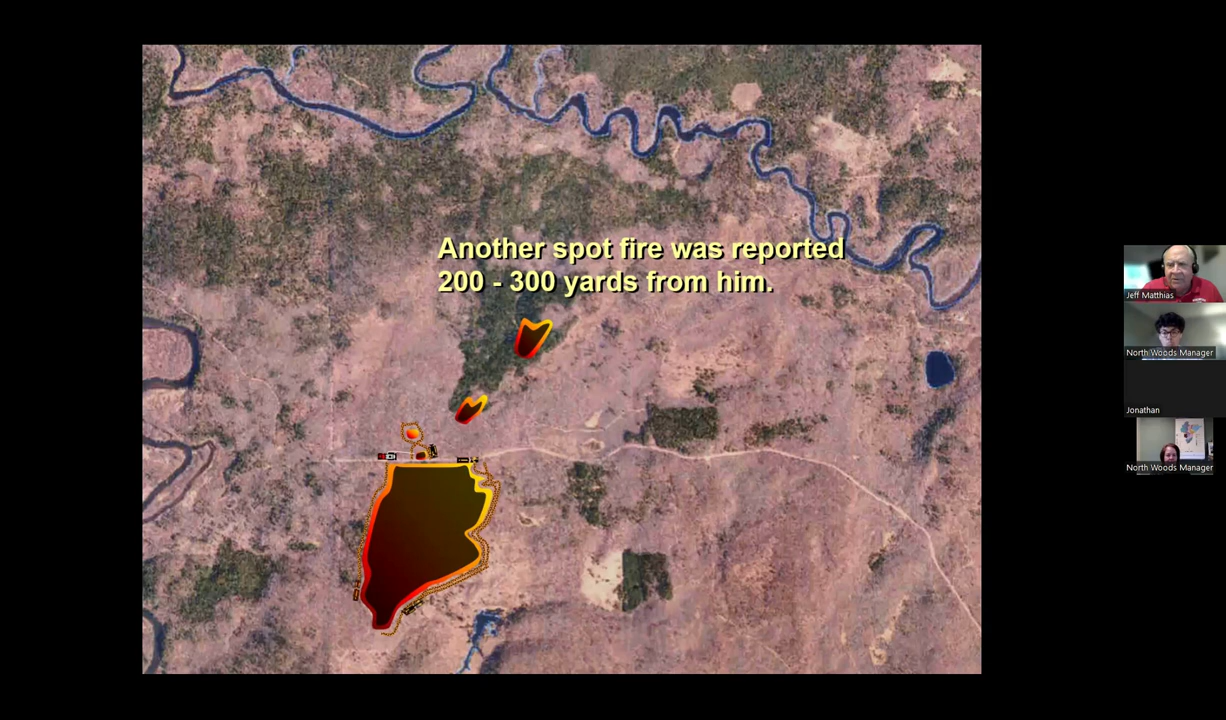 Another spot fire was reported
200 - 300 yards from him.
Jeff Matthias
North Woods Manager
Jonathan
North Woods Manager